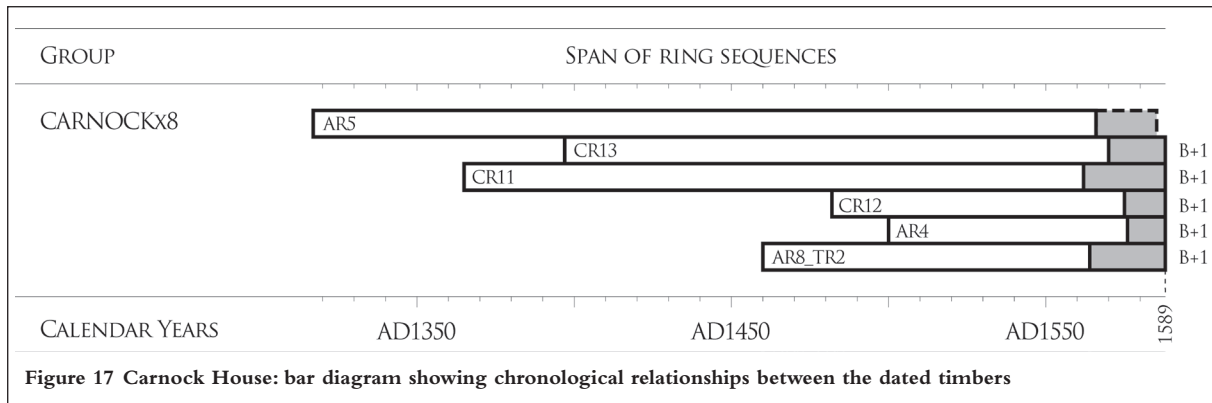 GROUP SPAN OF RING SEQUENCES
CARNOCKx8
AR5
CR13 B+1
CR11 B+1
CR12 B+1
AR4 B+1
AR8_TR2 B+1
CALENDAR YEARS AD1350 AD1450 AD1550 1589
Figure 17 Carnock House: bar diagram showing chronological relationships between the dated timbers